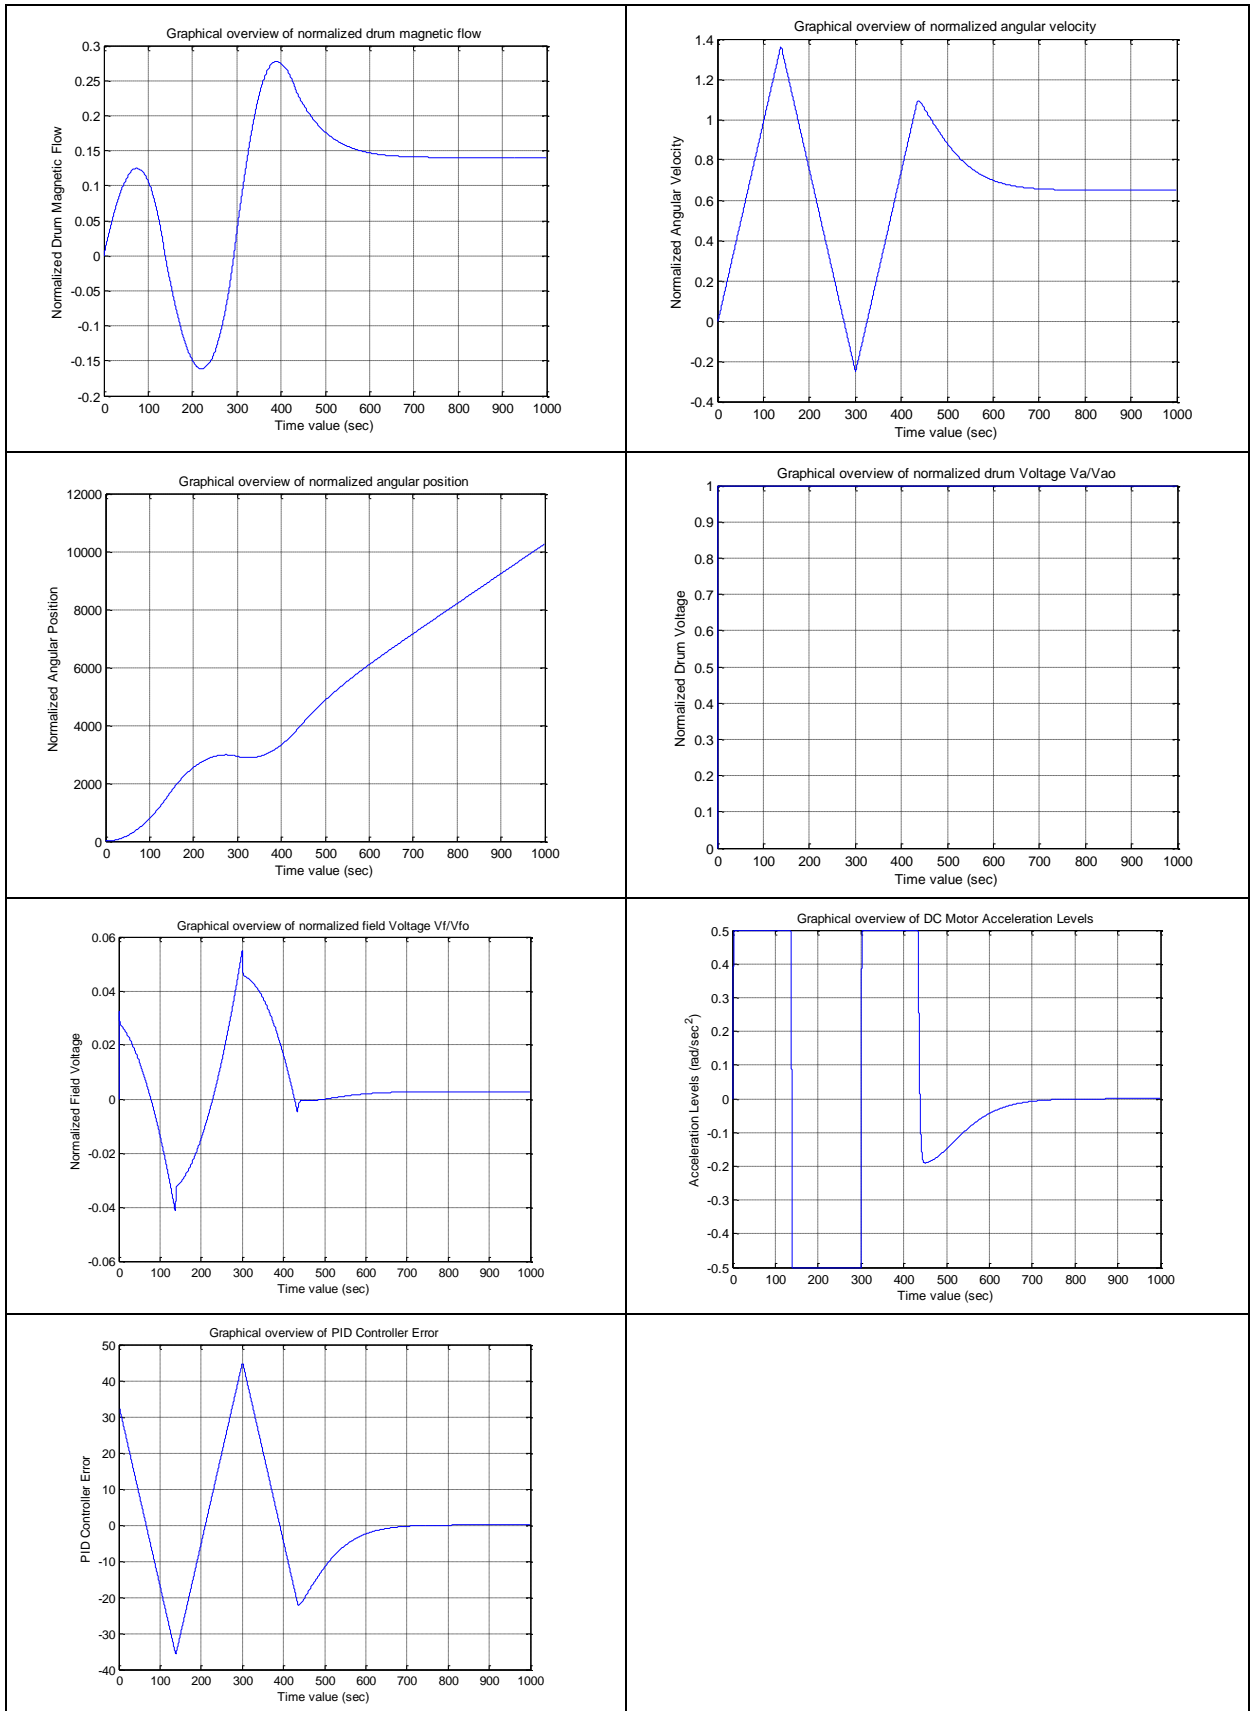 Graphical overview of normalized drum magnetic flow
0.3
0.25
0.2
0.15
0.1
0.05
0
-0.05
-0.1
-0.15
-0.2
Normalized Drum Magnetic Flow
0 100 200 300 400 500 600 700 800 900 1000
Time value (sec)
Graphical overview of normalized angular velocity
1.4
1.2
1
0.8
0.6
0.4
0.2
0
-0.2
-0.4
Normalized Angular Velocity
0 100 200 300 400 500 600 700 800 900 1000
Time value (sec)
Graphical overview of normalized angular position
12000
10000
8000
6000
4000
2000
0
Normalized Angular Position
0 100 200 300 400 500 600 700 800 900 1000
Time value (sec)
Graphical overview of normalized drum Voltage Va/Vao
1
0.9
0.8
0.7
0.6
0.5
0.4
0.3
0.2
0.1
0
Normalized Drum Voltage
0 100 200 300 400 500 600 700 800 900 1000
Time value (sec)
Graphical overview of normalized field Voltage Vf/Vfo
0.06
0.04
0.02
0
-0.02
-0.04
-0.06
Normalized Field Voltage
0 100 200 300 400 500 600 700 800 900 1000
Time value (sec)
Graphical overview of DC Motor Acceleration Levels
0.5
0.4
0.3
0.2
0.1
0
-0.1
-0.2
-0.3
-0.4
-0.5
Acceleration Levels (rad/sec²)
0 100 200 300 400 500 600 700 800 900 1000
Time value (sec)
Graphical overview of PID Controller Error
50
40
30
20
10
0
-10
-20
-30
-40
PID Controller Error
0 100 200 300 400 500 600 700 800 900 1000
Time value (sec)